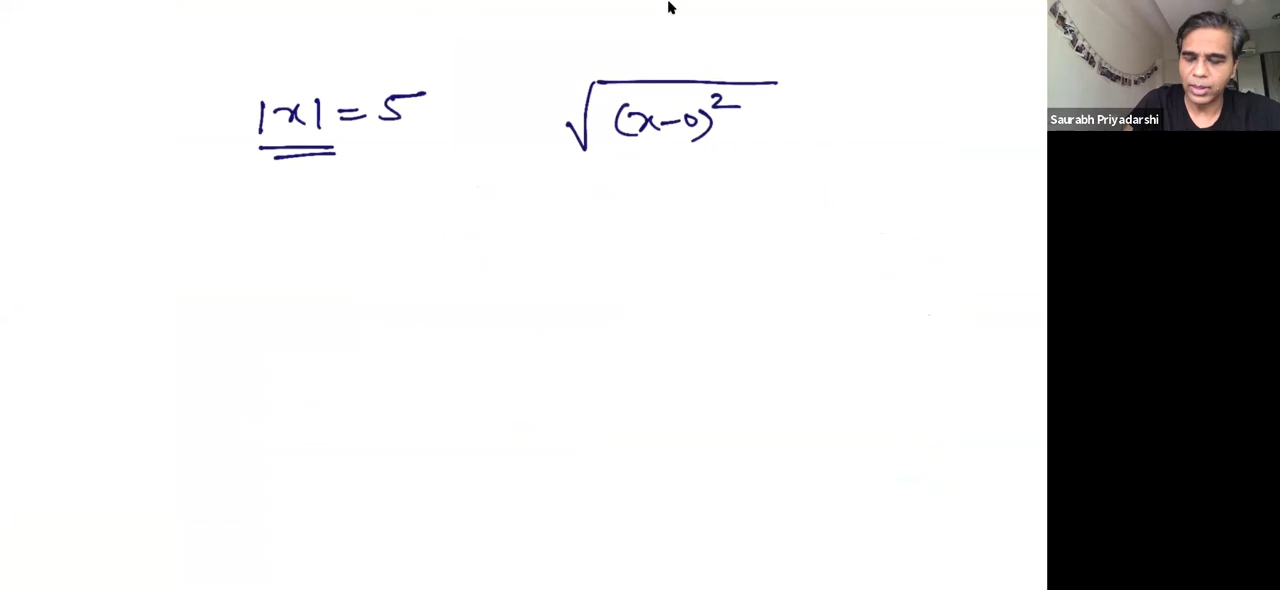 |x| = 5
√(x-0)²
Saurabh Priyadarshi